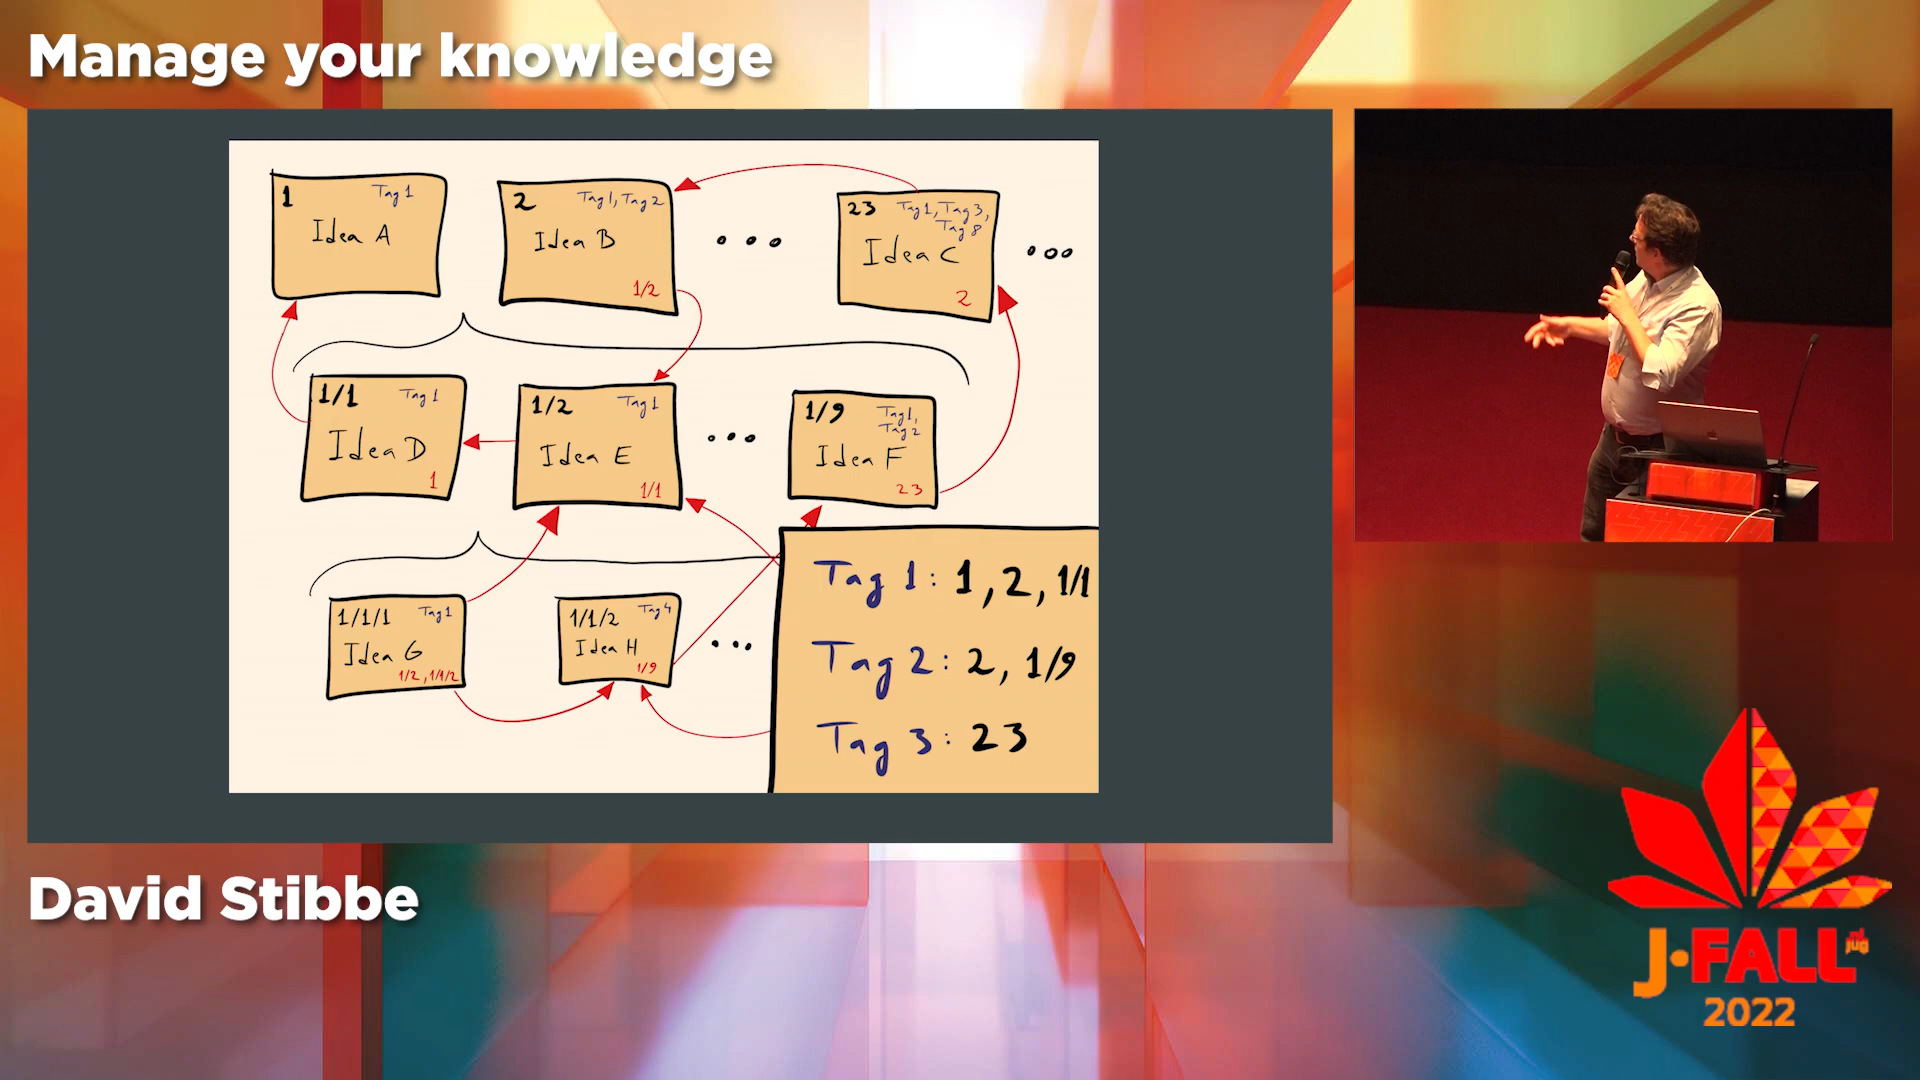 Manage your knowledge
1 Tag 1
Idea A
2 Tag 1, Tag 2
Idea B
1/2
23 Tag 1, Tag 3,
Tag 8
Idea C
2
1/1 Tag 1
Idea D
1
1/2 Tag 1
Idea E
1/1
1/9 Tag 1,
Tag 2
Idea F
23
1/1/1 Tag 1
Idea G
1/2, 1/1/2
1/1/2 Tag 4
Idea H
1/9
Tag 1: 1, 2, 1/1
Tag 2: 2, 1/9
Tag 3: 23
David Stibbe
J•FALL nl jug
2022